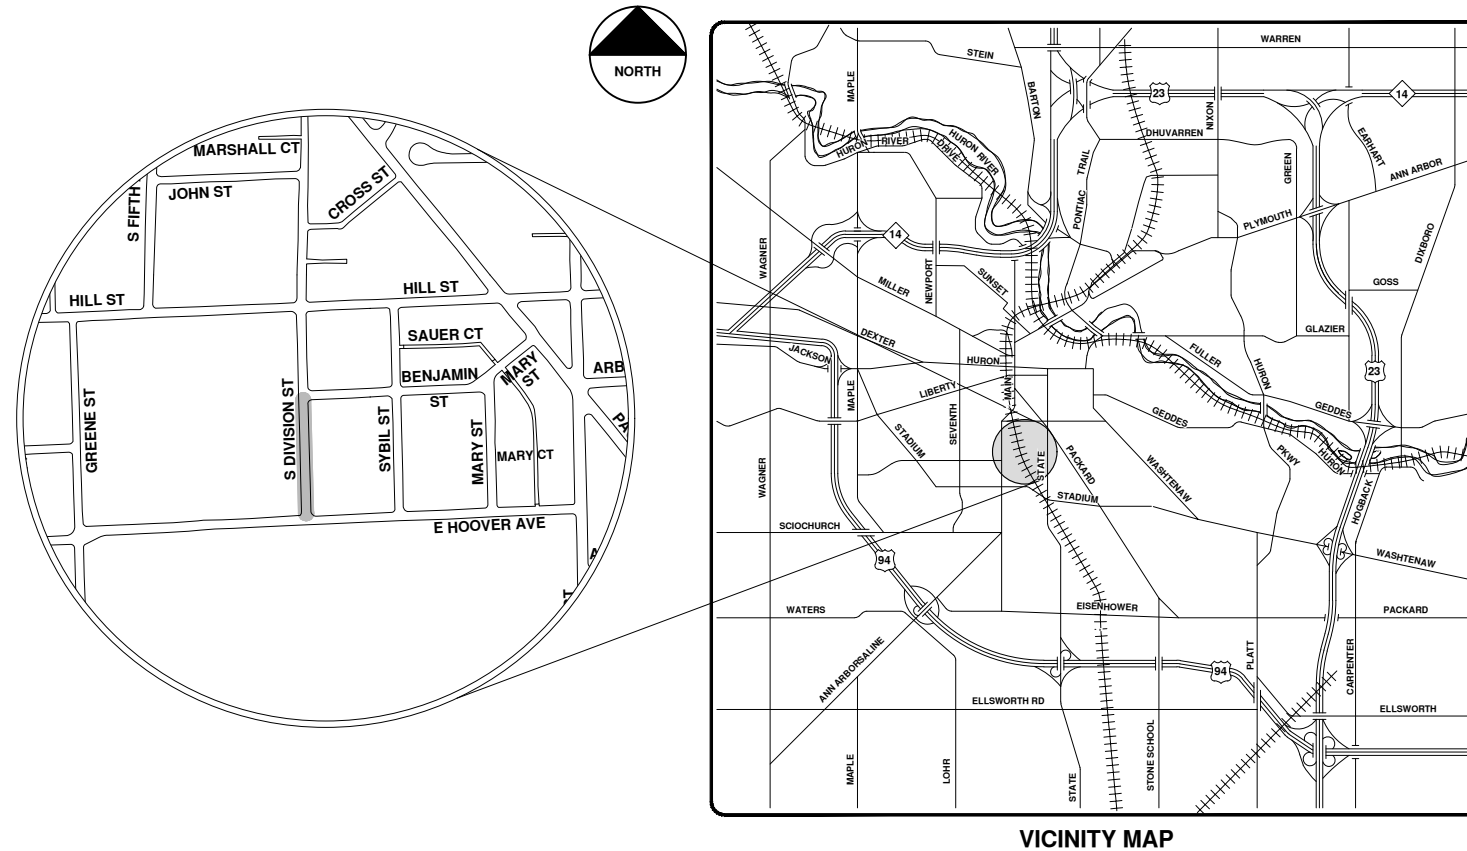 NORTH
MARSHALL CT
JOHN ST
S FIFTH
CROSS ST
HILL ST
HILL ST
SAUER CT
BENJAMIN
ST
MARY
ST
ARB
PA
GREENE ST
S DIVISION ST
SYBIL ST
MARY ST
MARY CT
E HOOVER AVE
A
ST
STEIN
WARREN
MAPLE
BARTON
23
14
NIXON
DHUVARREN
EARHART
HURON
RIVER
DRIVE
HURON RIVER
TRAIL
PONTIAC
GREEN
ANN ARBOR
PLYMOUTH
DIXBORO
WAGNER
14
NEWPORT
MILLER
SUNSET
GOSS
DEXTER
GLAZIER
JACKSON
HURON
FULLER
HURON
23
MAPLE
LIBERTY
MAIN
SEVENTH
STADIUM
GEDDES
GEDDES
STATE
PACKARD
WASHTENAW
PKWY
HURON
WAGNER
STADIUM
HOGBACK
SCIOCHURCH
94
WASHTENAW
WATERS
EISENHOWER
PACKARD
ANN ARBORSALINE
PLATT
CARPENTER
94
ELLSWORTH RD
ELLSWORTH
MAPLE
LOHR
STATE
STONE SCHOOL
VICINITY MAP